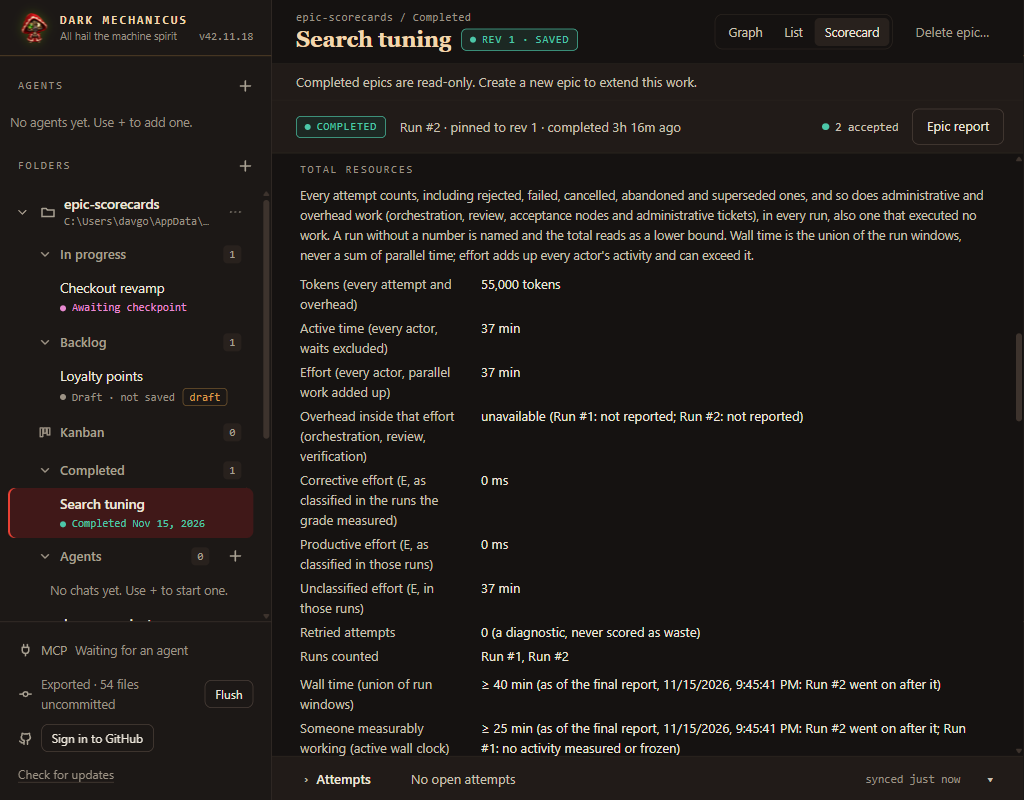 DARK MECHANICUS
All hail the machine spirit v42.11.18
AGENTS
No agents yet. Use + to add one.
FOLDERS
epic-scorecards
C:\Users\davgo\AppData\…
In progress 1
Checkout revamp
Awaiting checkpoint
Backlog 1
Loyalty points
Draft · not saved draft
Kanban 0
Completed 1
Search tuning
Completed Nov 15, 2026
Agents 0
No chats yet. Use + to start one.
MCP Waiting for an agent
Exported · 54 files
uncommitted
Flush
Sign in to GitHub
Check for updates
epic-scorecards / Completed
Search tuning REV 1 · SAVED
Graph List Scorecard Delete epic…
Completed epics are read-only. Create a new epic to extend this work.
COMPLETED Run #2 · pinned to rev 1 · completed 3h 16m ago 2 accepted Epic report
TOTAL RESOURCES
Every attempt counts, including rejected, failed, cancelled, abandoned and superseded ones, and so does administrative and
overhead work (orchestration, review, acceptance nodes and administrative tickets), in every run, also one that executed no
work. A run without a number is named and the total reads as a lower bound. Wall time is the union of the run windows,
never a sum of parallel time; effort adds up every actor's activity and can exceed it.
Tokens (every attempt and 55,000 tokens
overhead)
Active time (every actor, 37 min
waits excluded)
Effort (every actor, parallel 37 min
work added up)
Overhead inside that effort unavailable (Run #1: not reported; Run #2: not reported)
(orchestration, review,
verification)
Corrective effort (E, as 0 ms
classified in the runs the
grade measured)
Productive effort (E, as 0 ms
classified in those runs)
Unclassified effort (E, in 37 min
those runs)
Retried attempts 0 (a diagnostic, never scored as waste)
Runs counted Run #1, Run #2
Wall time (union of run ≥ 40 min (as of the final report, 11/15/2026, 9:45:41 PM: Run #2 went on after it)
windows)
Someone measurably ≥ 25 min (as of the final report, 11/15/2026, 9:45:41 PM: Run #2 went on after it; Run
working (active wall clock) #1: no activity measured or frozen)
Attempts No open attempts synced just now